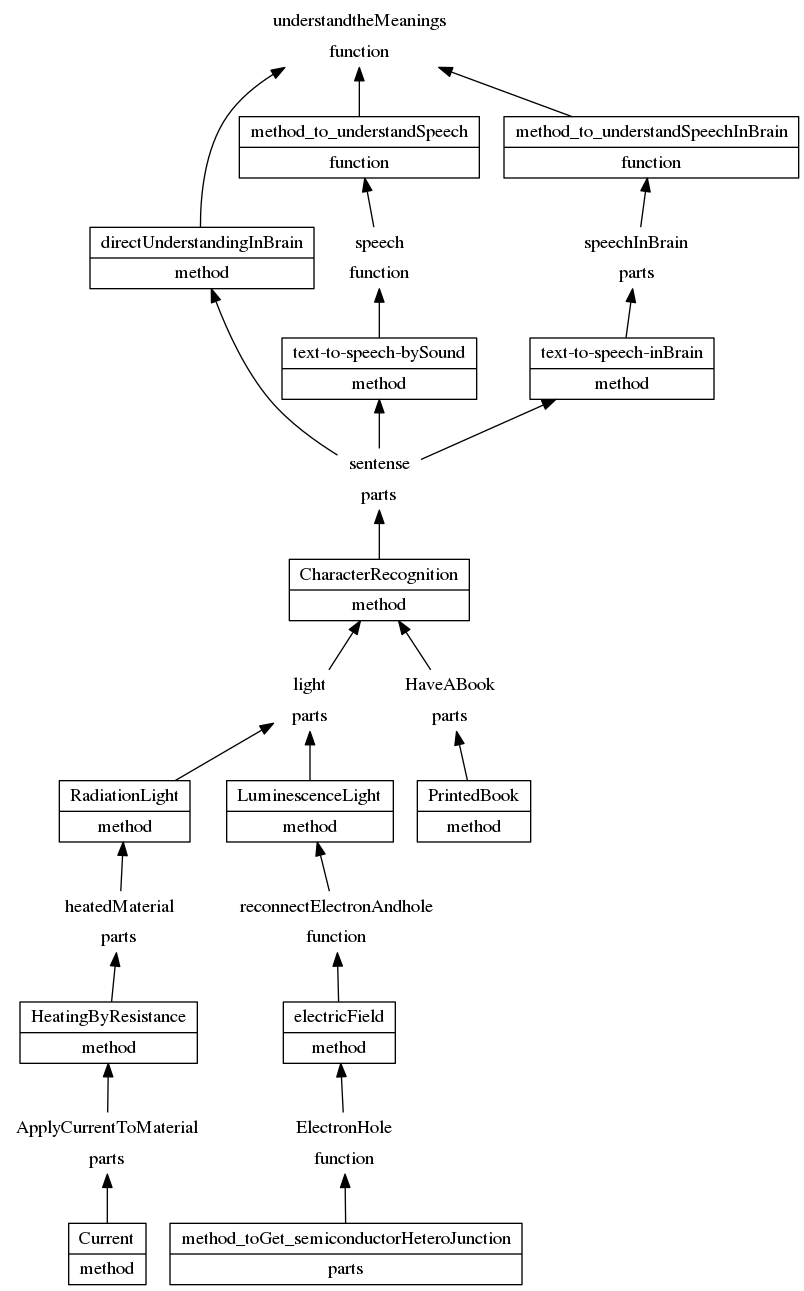 understandtheMeanings
function
method_to_understandSpeech
function
method_to_understandSpeechInBrain
function
directUnderstandingInBrain
method
speech
function
speechInBrain
parts
text-to-speech-bySound
method
text-to-speech-inBrain
method
sentense
parts
CharacterRecognition
method
light
parts
HaveABook
parts
RadiationLight
method
LuminescenceLight
method
PrintedBook
method
heatedMaterial
parts
reconnectElectronAndhole
function
HeatingByResistance
method
electricField
method
ApplyCurrentToMaterial
parts
ElectronHole
function
Current
method
method_toGet_semiconductorHeteroJunction
parts